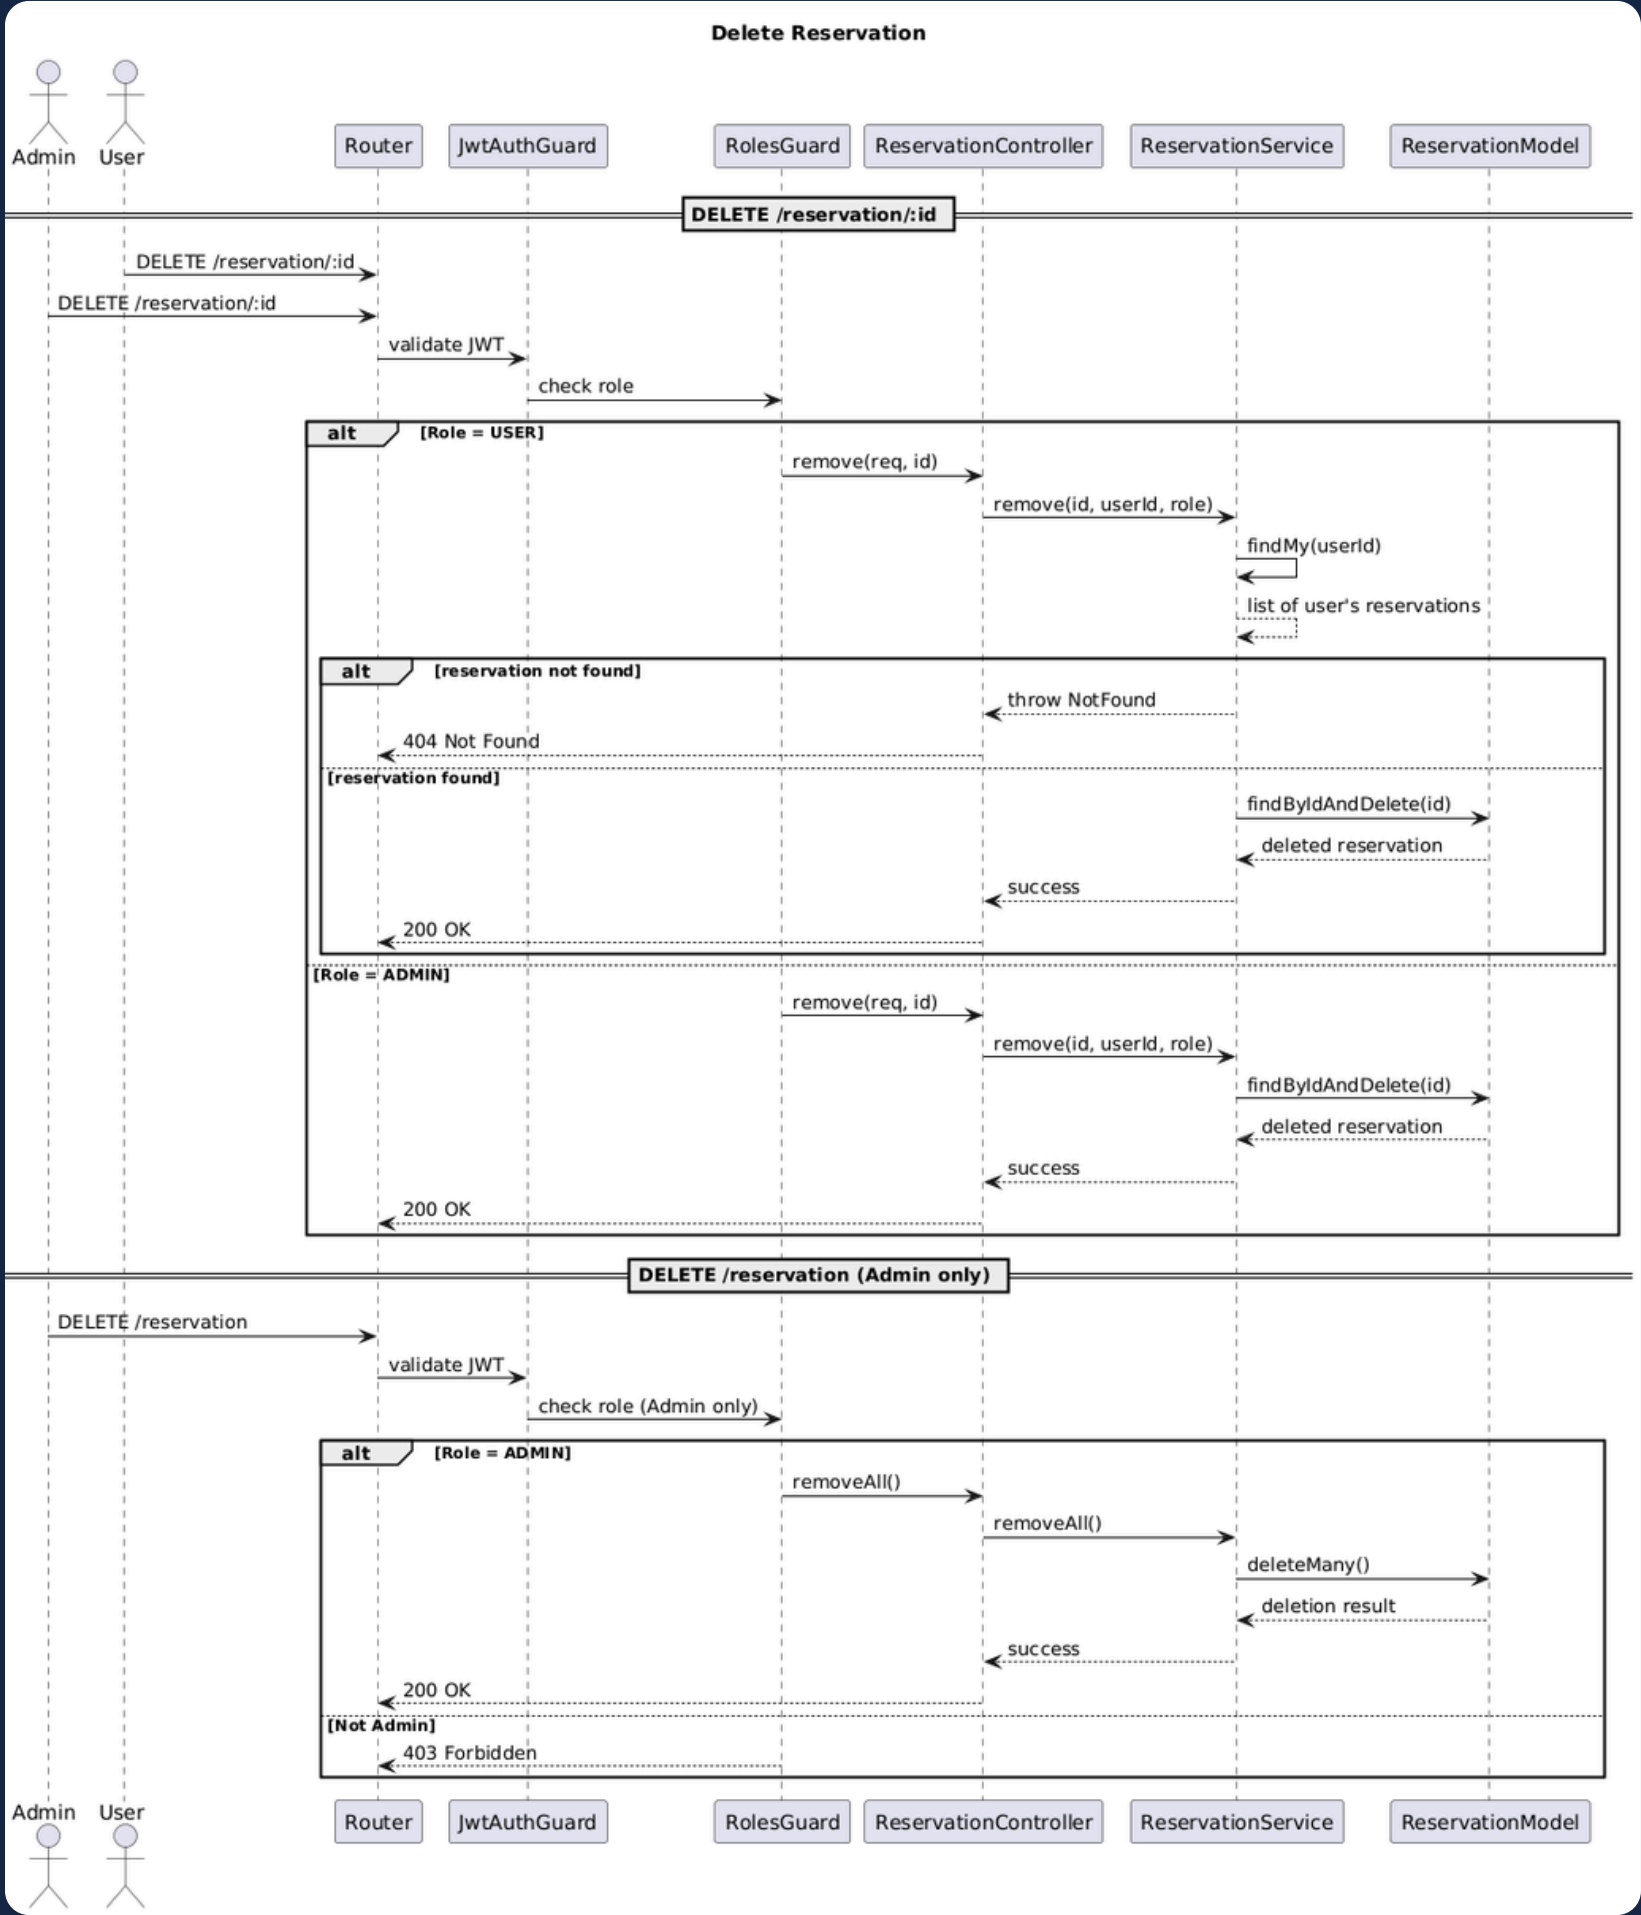 Delete Reservation
Admin
User
Router
JwtAuthGuard
RolesGuard
ReservationController
ReservationService
ReservationModel
DELETE /reservation/:id
DELETE /reservation/:id
DELETE /reservation/:id
validate JWT
check role
alt
[Role = USER]
remove(req, id)
remove(id, userId, role)
findMy(userId)
list of user's reservations
alt
[reservation not found]
throw NotFound
404 Not Found
[reservation found]
findByIdAndDelete(id)
deleted reservation
success
200 OK
[Role = ADMIN]
remove(req, id)
remove(id, userId, role)
findByIdAndDelete(id)
deleted reservation
success
200 OK
DELETE /reservation (Admin only)
DELETE /reservation
validate JWT
check role (Admin only)
alt
[Role = ADMIN]
removeAll()
removeAll()
deleteMany()
deletion result
success
200 OK
[Not Admin]
403 Forbidden
Admin
User
Router
JwtAuthGuard
RolesGuard
ReservationController
ReservationService
ReservationModel